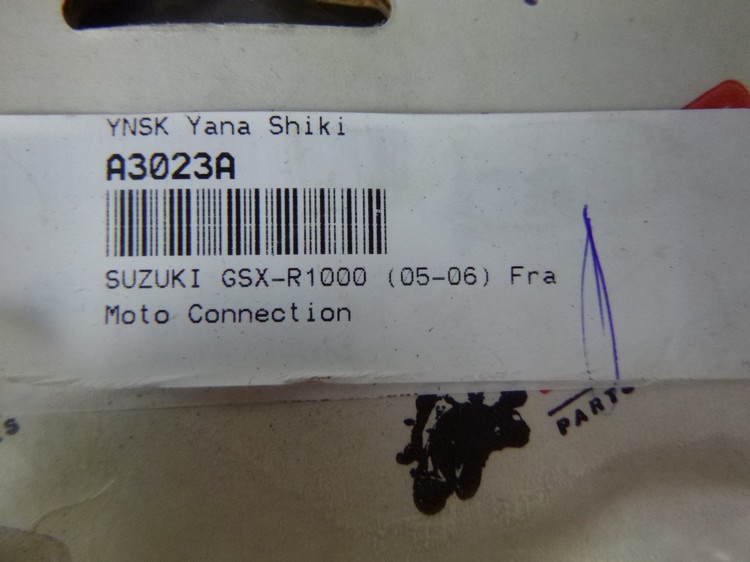 YNSK Yana Shiki
A3023A
SUZUKI GSX-R1000 (05-06) Fra
Moto Connection